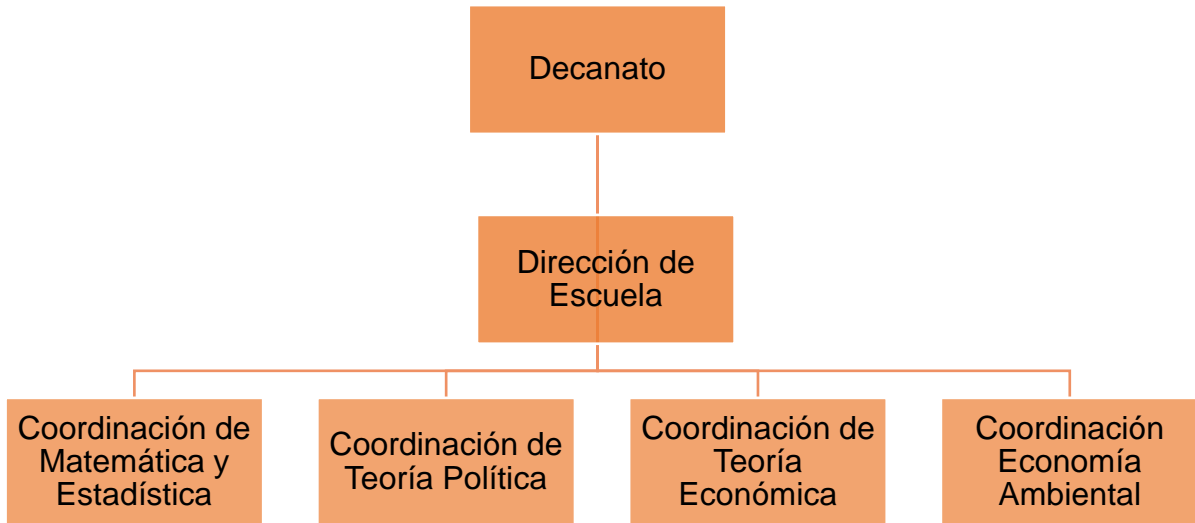 Decanato
Dirección de
Escuela
Coordinación de
Matemática y
Estadística
Coordinación de
Teoría Política
Coordinación de
Teoría
Económica
Coordinación
Economía
Ambiental